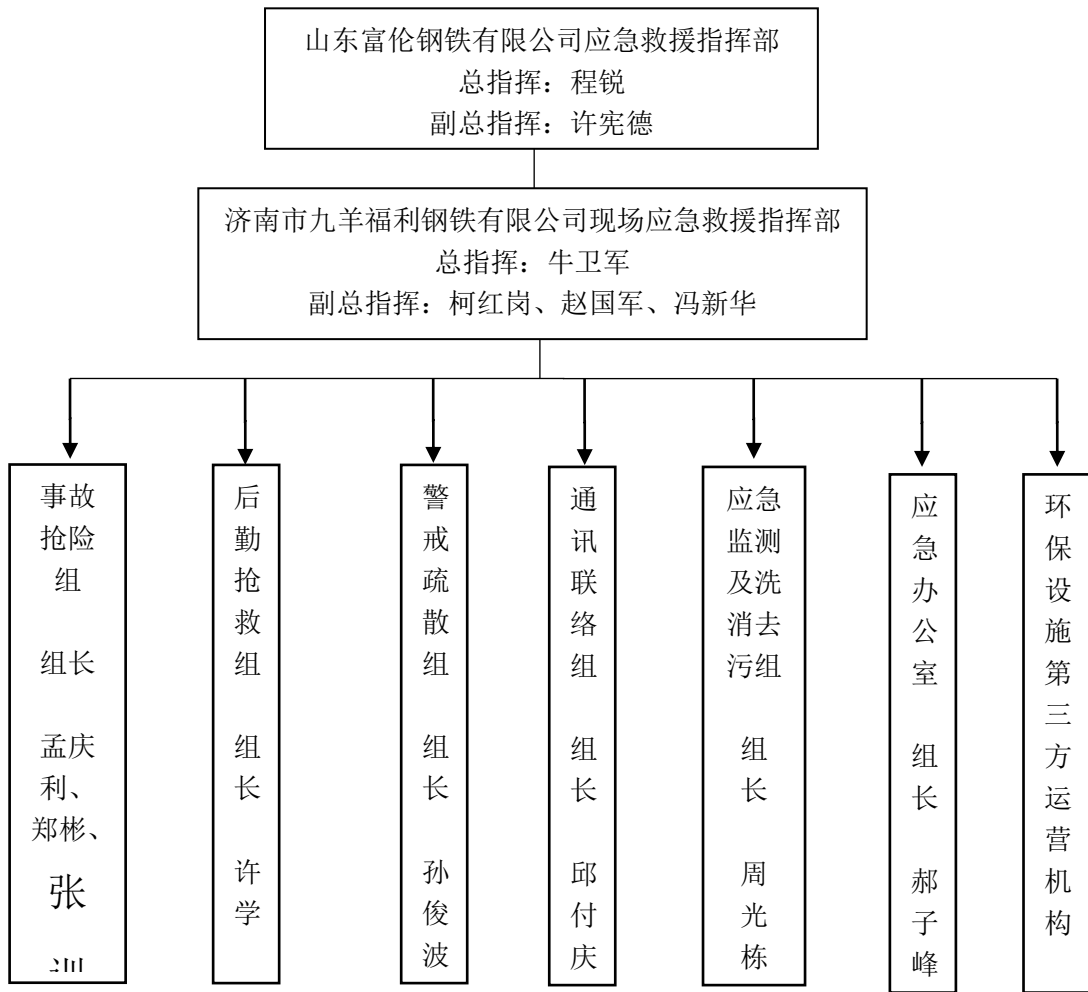 山东富伦钢铁有限公司应急救援指挥部
总指挥：程锐
副总指挥：许宪德
济南市九羊福利钢铁有限公司现场应急救援指挥部
总指挥：牛卫军
副总指挥：柯红岗、赵国军、冯新华
事故
抢险
组
组长
孟庆
利、
郑彬、
张
后勤抢救组
组长
许学
警戒疏散组
组长
孙俊波
通讯联络组
组长
邱付庆
应急
监测
及洗
消去
污组
组
长
周
光
栋
应急办公室
组长
郝子峰
环保设施第三方运营机构